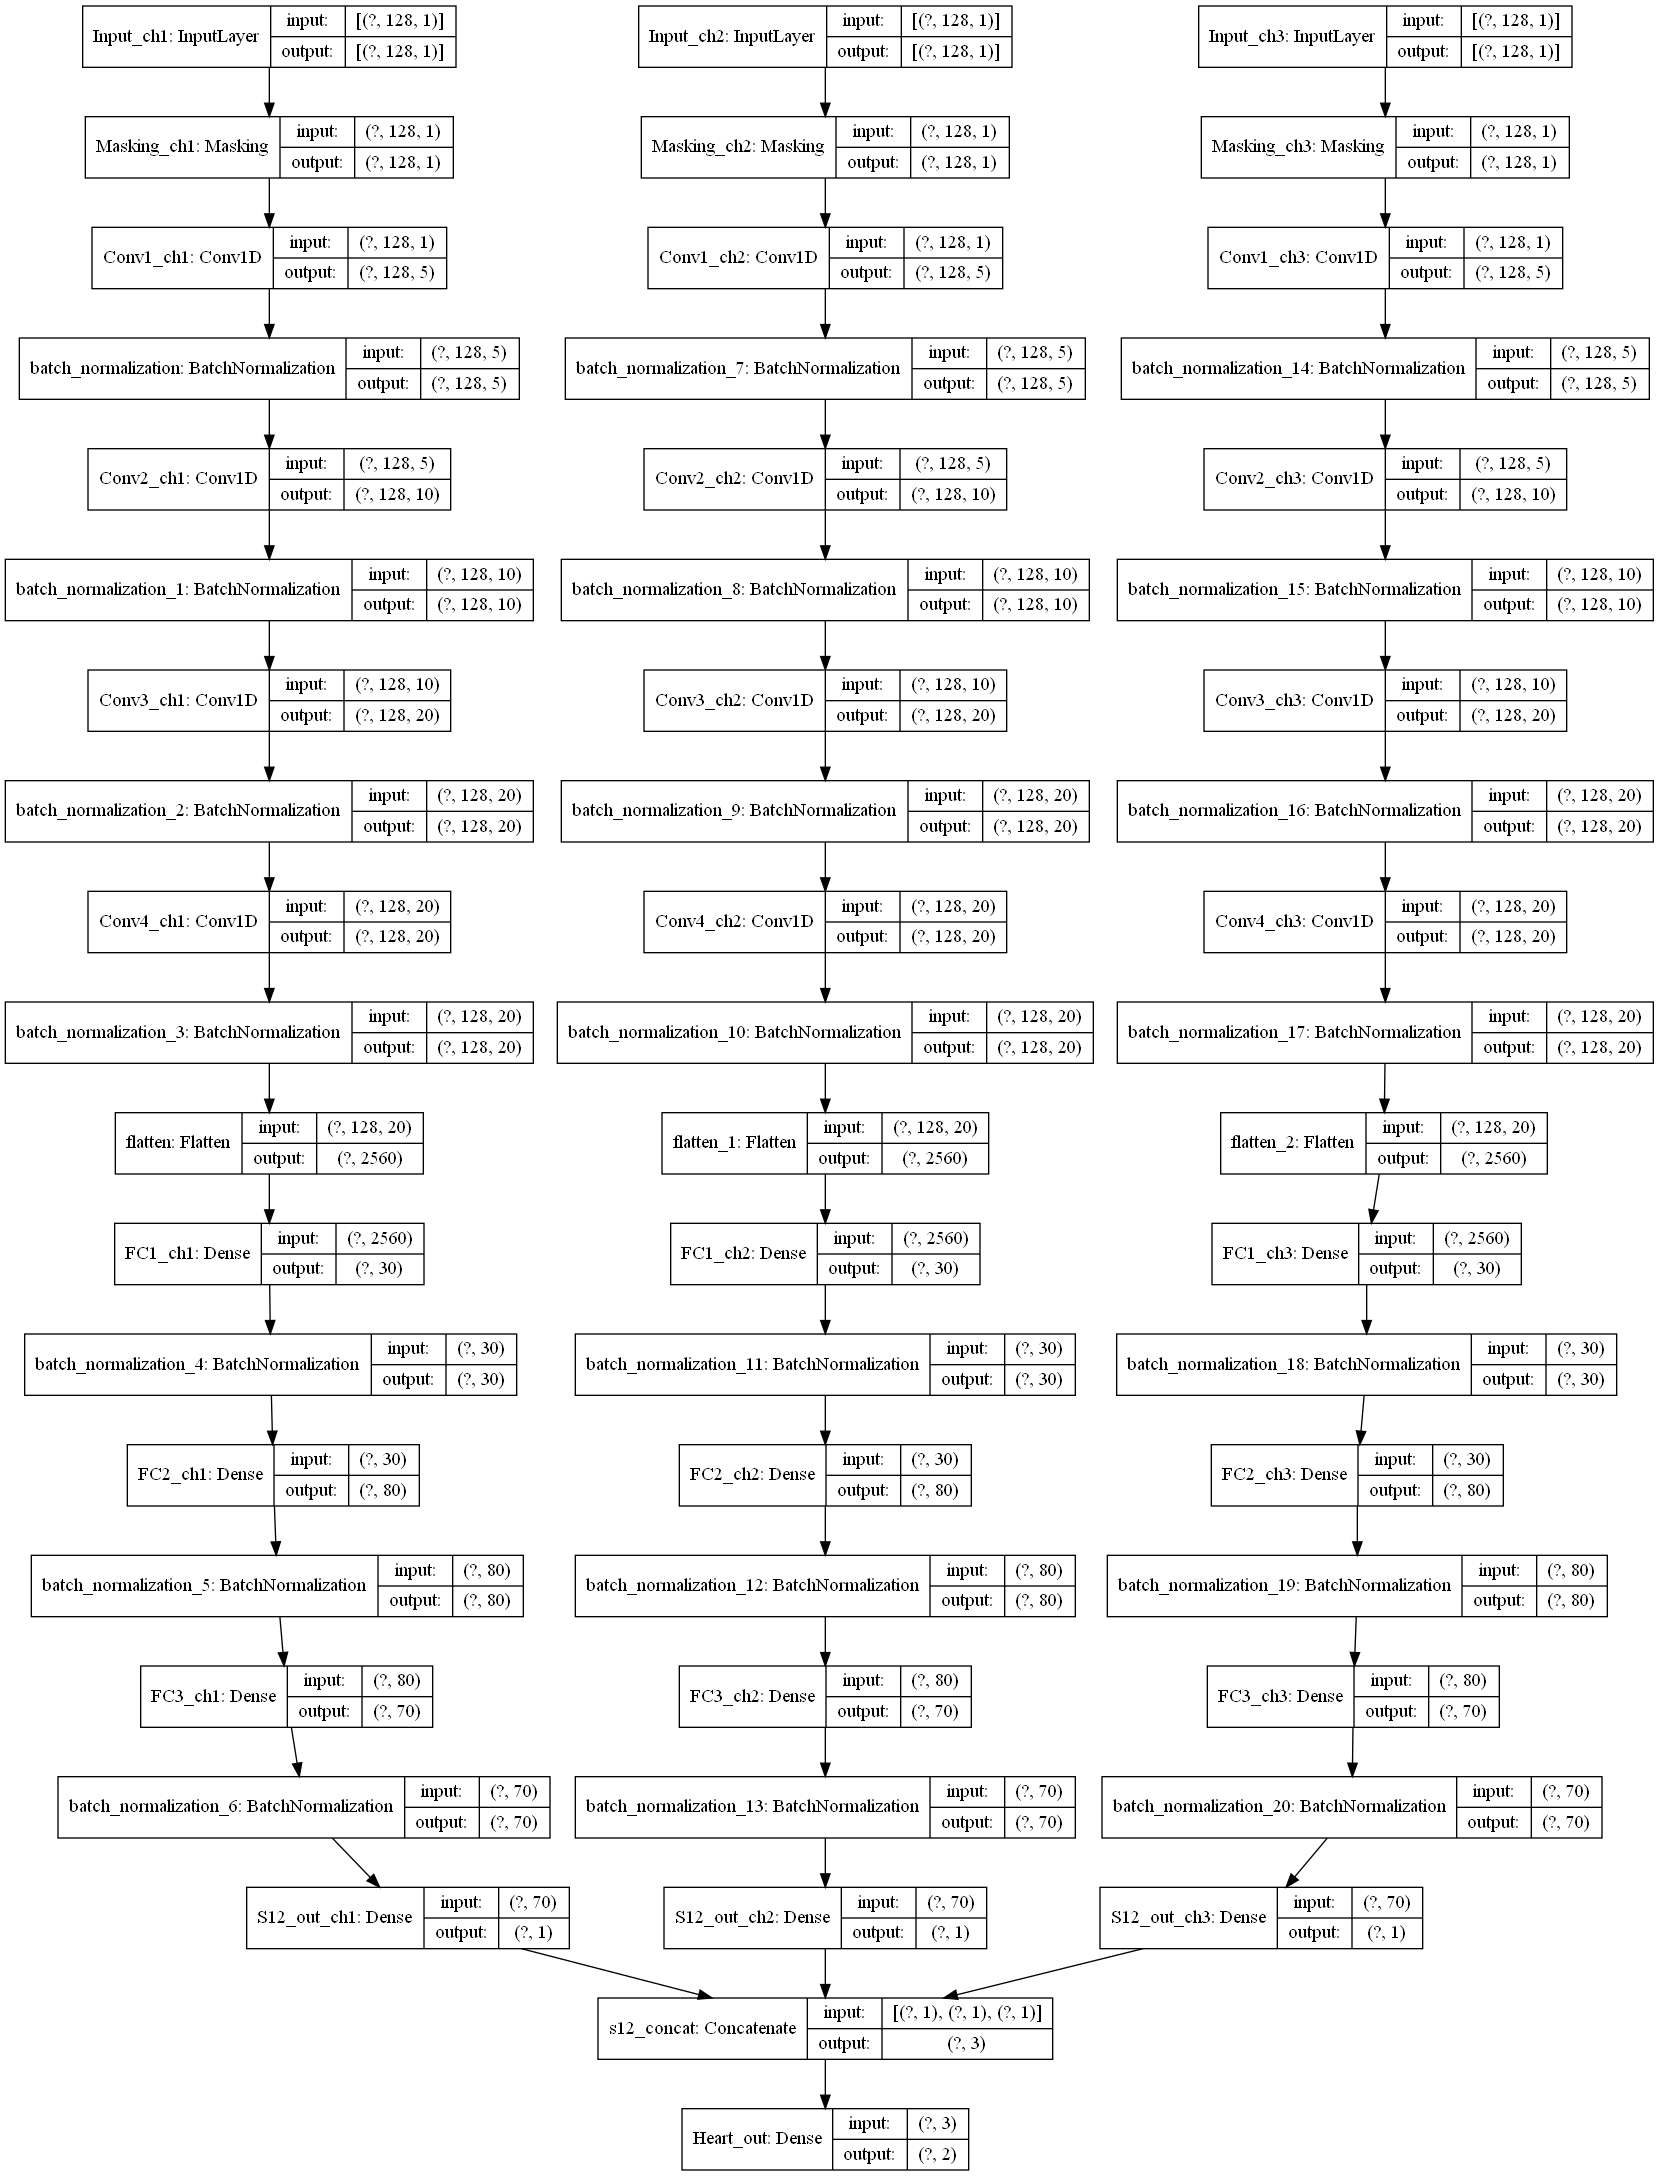 Input_ch1: InputLayer
input: [(?, 128, 1)]
output: [(?, 128, 1)]
Input_ch2: InputLayer
input: [(?, 128, 1)]
output: [(?, 128, 1)]
Input_ch3: InputLayer
input: [(?, 128, 1)]
output: [(?, 128, 1)]
Masking_ch1: Masking
input: (?, 128, 1)
output: (?, 128, 1)
Masking_ch2: Masking
input: (?, 128, 1)
output: (?, 128, 1)
Masking_ch3: Masking
input: (?, 128, 1)
output: (?, 128, 1)
Conv1_ch1: Conv1D
input: (?, 128, 1)
output: (?, 128, 5)
Conv1_ch2: Conv1D
input: (?, 128, 1)
output: (?, 128, 5)
Conv1_ch3: Conv1D
input: (?, 128, 1)
output: (?, 128, 5)
batch_normalization: BatchNormalization
input: (?, 128, 5)
output: (?, 128, 5)
batch_normalization_7: BatchNormalization
input: (?, 128, 5)
output: (?, 128, 5)
batch_normalization_14: BatchNormalization
input: (?, 128, 5)
output: (?, 128, 5)
Conv2_ch1: Conv1D
input: (?, 128, 5)
output: (?, 128, 10)
Conv2_ch2: Conv1D
input: (?, 128, 5)
output: (?, 128, 10)
Conv2_ch3: Conv1D
input: (?, 128, 5)
output: (?, 128, 10)
batch_normalization_1: BatchNormalization
input: (?, 128, 10)
output: (?, 128, 10)
batch_normalization_8: BatchNormalization
input: (?, 128, 10)
output: (?, 128, 10)
batch_normalization_15: BatchNormalization
input: (?, 128, 10)
output: (?, 128, 10)
Conv3_ch1: Conv1D
input: (?, 128, 10)
output: (?, 128, 20)
Conv3_ch2: Conv1D
input: (?, 128, 10)
output: (?, 128, 20)
Conv3_ch3: Conv1D
input: (?, 128, 10)
output: (?, 128, 20)
batch_normalization_2: BatchNormalization
input: (?, 128, 20)
output: (?, 128, 20)
batch_normalization_9: BatchNormalization
input: (?, 128, 20)
output: (?, 128, 20)
batch_normalization_16: BatchNormalization
input: (?, 128, 20)
output: (?, 128, 20)
Conv4_ch1: Conv1D
input: (?, 128, 20)
output: (?, 128, 20)
Conv4_ch2: Conv1D
input: (?, 128, 20)
output: (?, 128, 20)
Conv4_ch3: Conv1D
input: (?, 128, 20)
output: (?, 128, 20)
batch_normalization_3: BatchNormalization
input: (?, 128, 20)
output: (?, 128, 20)
batch_normalization_10: BatchNormalization
input: (?, 128, 20)
output: (?, 128, 20)
batch_normalization_17: BatchNormalization
input: (?, 128, 20)
output: (?, 128, 20)
flatten: Flatten
input: (?, 128, 20)
output: (?, 2560)
flatten_1: Flatten
input: (?, 128, 20)
output: (?, 2560)
flatten_2: Flatten
input: (?, 128, 20)
output: (?, 2560)
FC1_ch1: Dense
input: (?, 2560)
output: (?, 30)
FC1_ch2: Dense
input: (?, 2560)
output: (?, 30)
FC1_ch3: Dense
input: (?, 2560)
output: (?, 30)
batch_normalization_4: BatchNormalization
input: (?, 30)
output: (?, 30)
batch_normalization_11: BatchNormalization
input: (?, 30)
output: (?, 30)
batch_normalization_18: BatchNormalization
input: (?, 30)
output: (?, 30)
FC2_ch1: Dense
input: (?, 30)
output: (?, 80)
FC2_ch2: Dense
input: (?, 30)
output: (?, 80)
FC2_ch3: Dense
input: (?, 30)
output: (?, 80)
batch_normalization_5: BatchNormalization
input: (?, 80)
output: (?, 80)
batch_normalization_12: BatchNormalization
input: (?, 80)
output: (?, 80)
batch_normalization_19: BatchNormalization
input: (?, 80)
output: (?, 80)
FC3_ch1: Dense
input: (?, 80)
output: (?, 70)
FC3_ch2: Dense
input: (?, 80)
output: (?, 70)
FC3_ch3: Dense
input: (?, 80)
output: (?, 70)
batch_normalization_6: BatchNormalization
input: (?, 70)
output: (?, 70)
batch_normalization_13: BatchNormalization
input: (?, 70)
output: (?, 70)
batch_normalization_20: BatchNormalization
input: (?, 70)
output: (?, 70)
S12_out_ch1: Dense
input: (?, 70)
output: (?, 1)
S12_out_ch2: Dense
input: (?, 70)
output: (?, 1)
S12_out_ch3: Dense
input: (?, 70)
output: (?, 1)
s12_concat: Concatenate
input: [(?, 1), (?, 1), (?, 1)]
output: (?, 3)
Heart_out: Dense
input: (?, 3)
output: (?, 2)